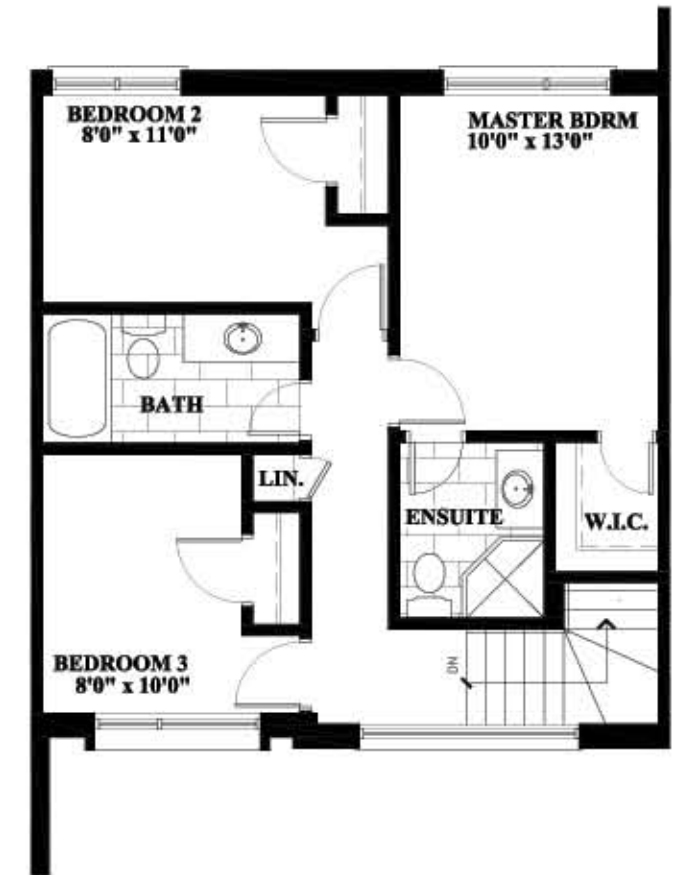 BEDROOM 2
8'0" x 11'0"
MASTER BDRM
10'0" x 13'0"
BATH
LIN.
ENSUITE
W.I.C.
BEDROOM 3
8'0" x 10'0"
DN